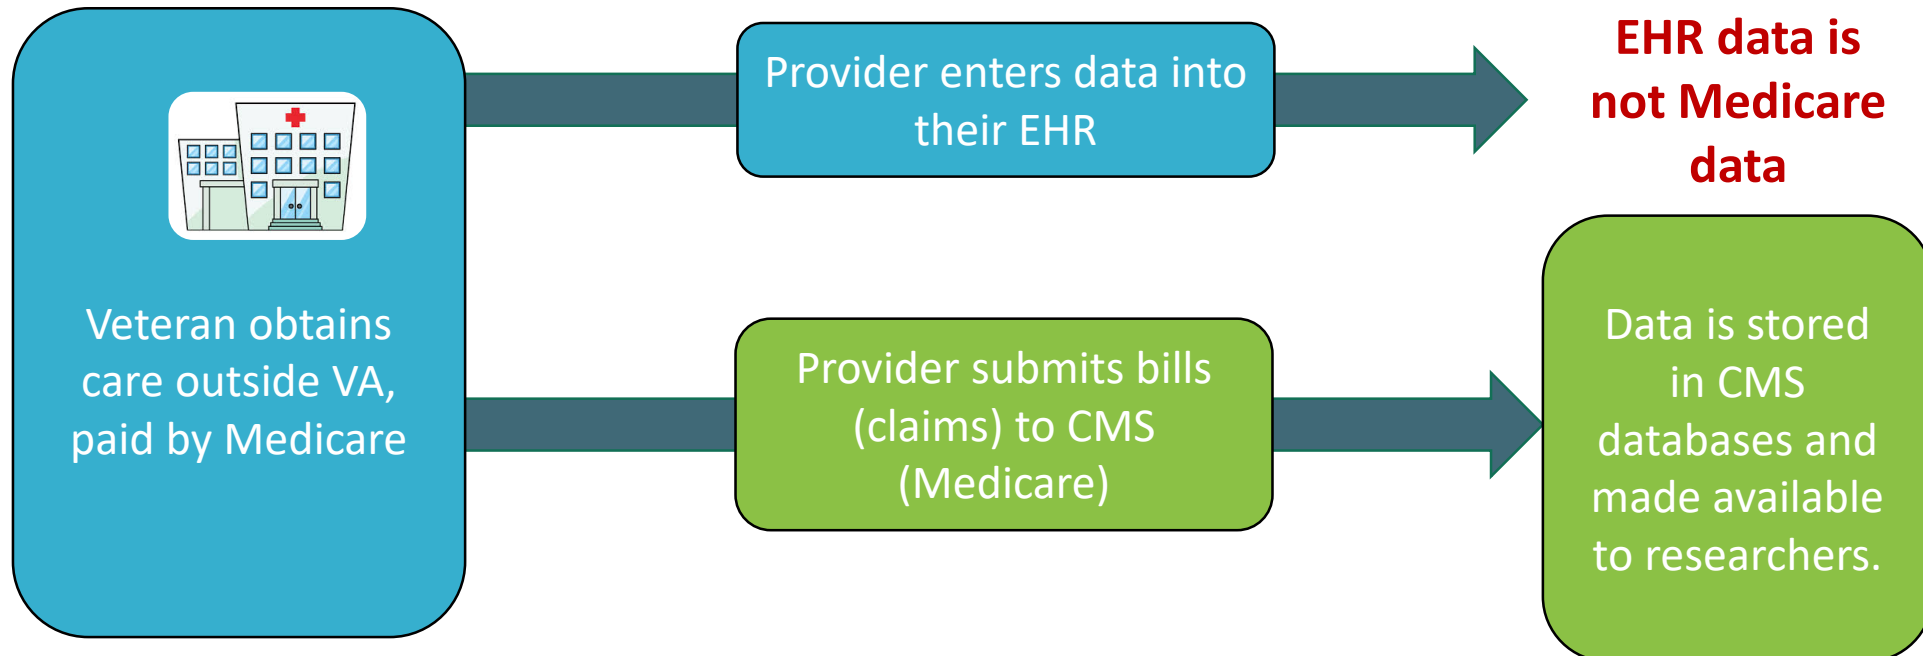 Veteran obtains
care outside VA,
paid by Medicare
Provider enters data into
their EHR
EHR data is
not Medicare
data
Provider submits bills
(claims) to CMS
(Medicare)
Data is stored
in CMS
databases and
made available
to researchers.